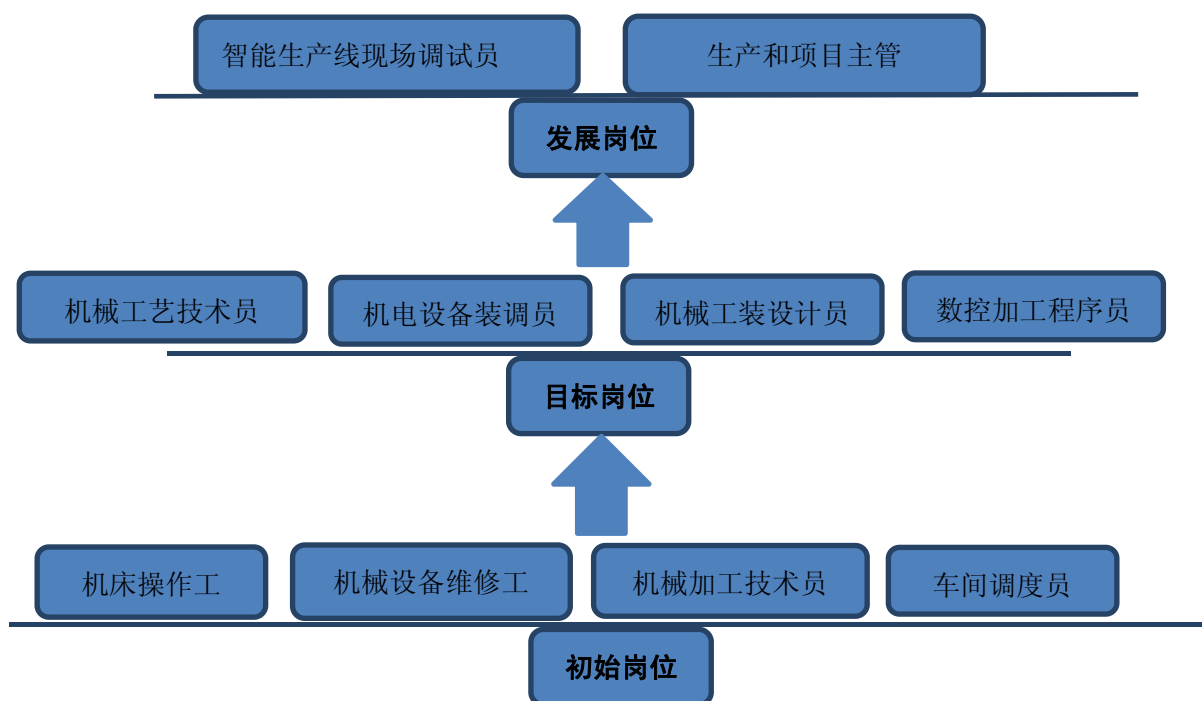 智能生产线现场调试员
生产和项目主管
发展岗位
机械工艺技术员
机电设备装调员
机械工装设计员
数控加工程序员
目标岗位
机床操作工
机械设备维修工
机械加工技术员
车间调度员
初始岗位